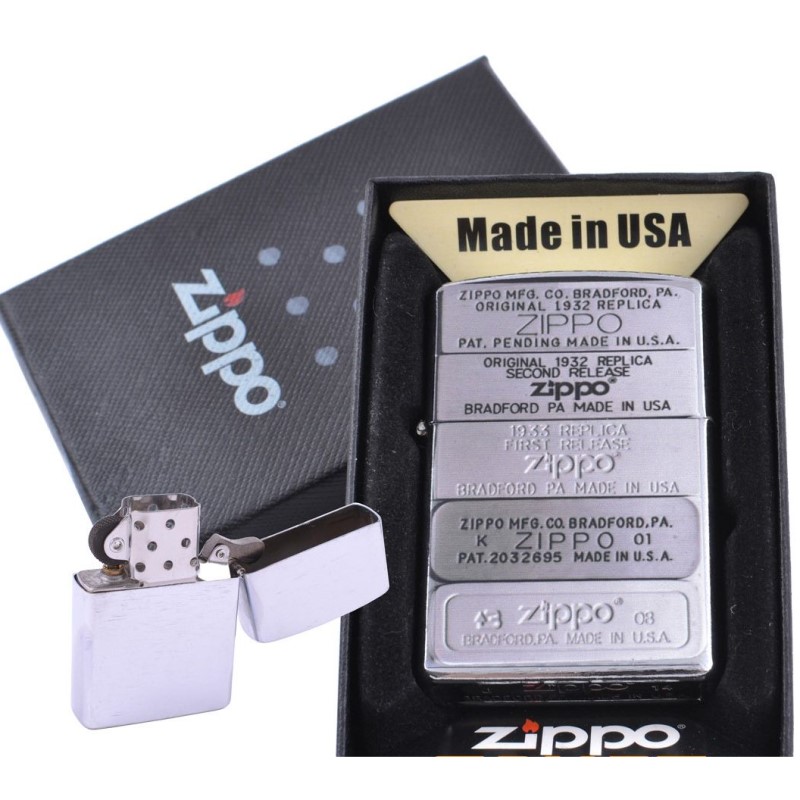 zippo
Made in USA
ZIPPO MFG. CO. BRADFORD, PA.
ORIGINAL 1932 REPLICA
ZIPPO
PAT. PENDING MADE IN U.S.A.
ORIGINAL 1932 REPLICA
SECOND RELEASE
zippo
BRADFORD PA MADE IN USA
1933 REPLICA
FIRST RELEASE
zippo®
BRADFORD PA MADE IN USA
ZIPPO MFG. CO. BRADFORD, PA.
K ZIPPO 01
PAT. 2032695 MADE IN U.S.A.
zippo® 08
BRADFORD, PA. MADE IN U.S.A.
zippo®